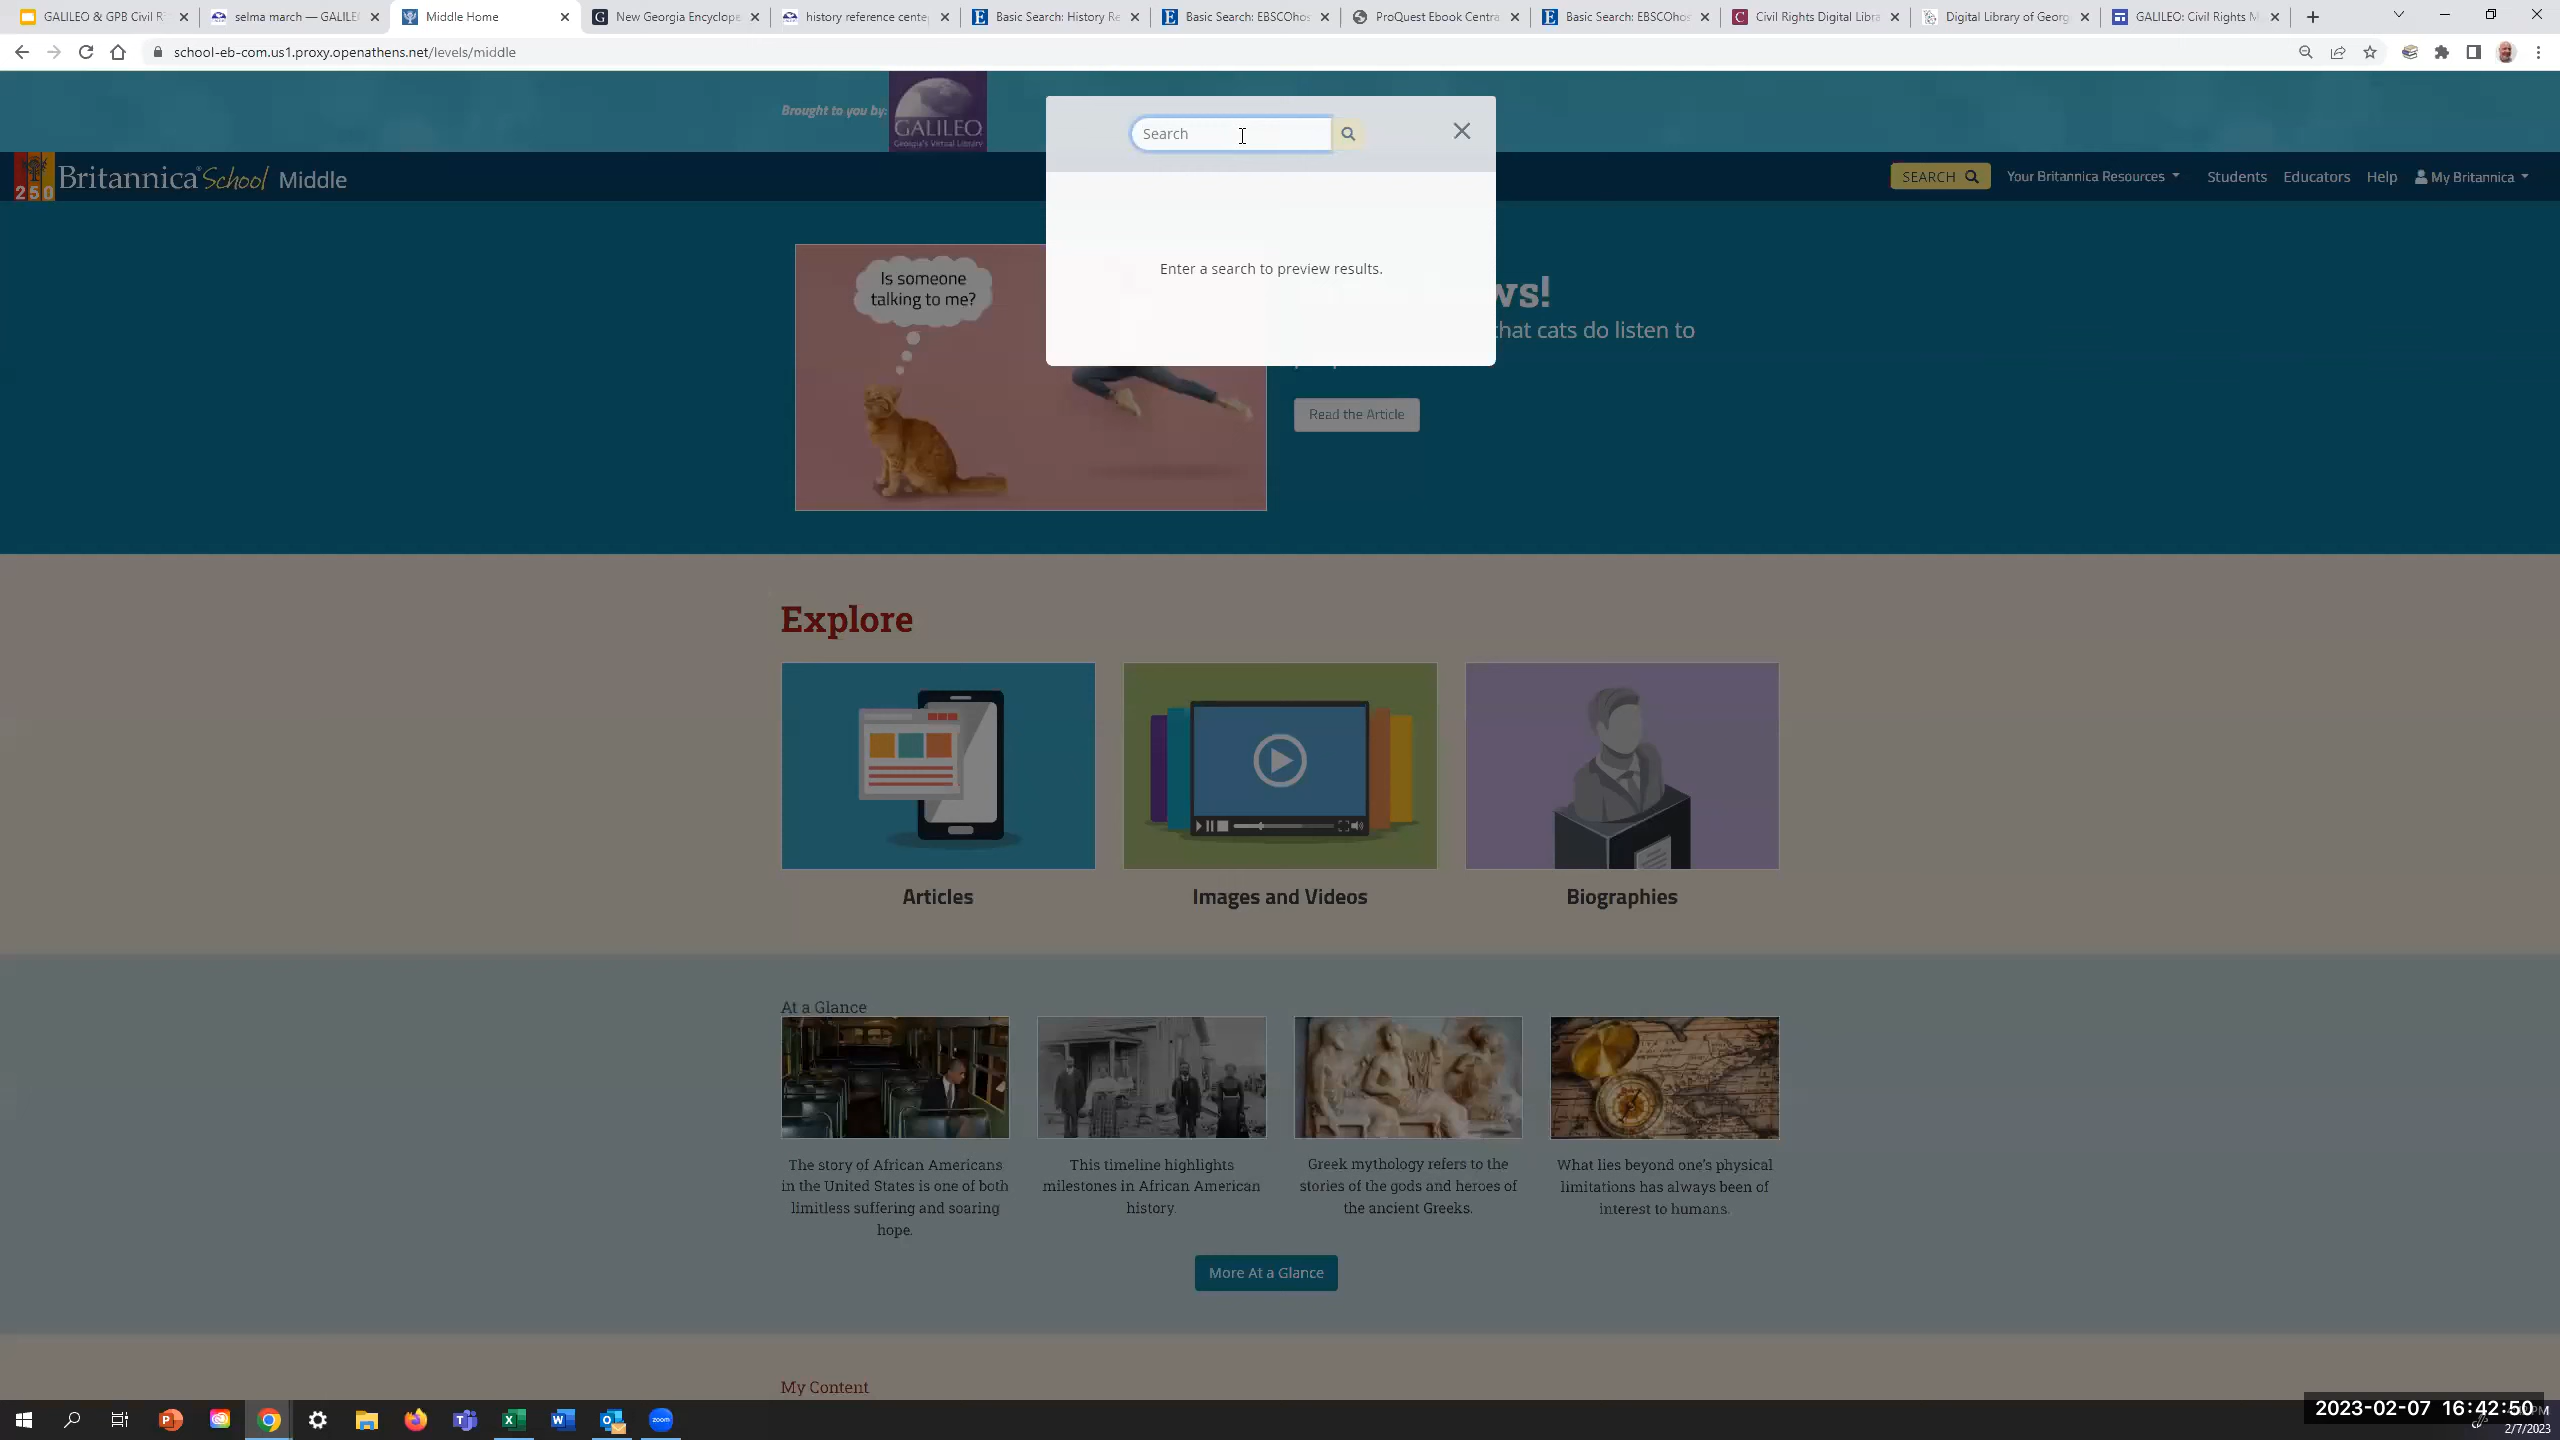 GALILEO & GPB Civil R
selma march — GALILE
Middle Home
New Georgia Encyclope
history reference cente
Basic Search: History Re
Basic Search: EBSCOhos
ProQuest Ebook Centra
Basic Search: EBSCOhos
Civil Rights Digital Libra
Digital Library of Georg
GALILEO: Civil Rights M
school-eb-com.us1.proxy.openathens.net/levels/middle
Brought to you by:
GALILEO
Georgia's Virtual Library
Search
250
Britannica School Middle
SEARCH
Your Britannica Resources
Students
Educators
Help
My Britannica
Enter a search to preview results.
Is someone
talking to me?
ws!
hat cats do listen to
Read the Article
Explore
Articles
Images and Videos
Biographies
At a Glance
The story of African Americans
in the United States is one of both
limitless suffering and soaring
hope.
This timeline highlights
milestones in African American
history.
Greek mythology refers to the
stories of the gods and heroes of
the ancient Greeks.
What lies beyond one's physical
limitations has always been of
interest to humans.
More At a Glance
My Content
zoom
2023-02-07 16:42:50
2/7/2023